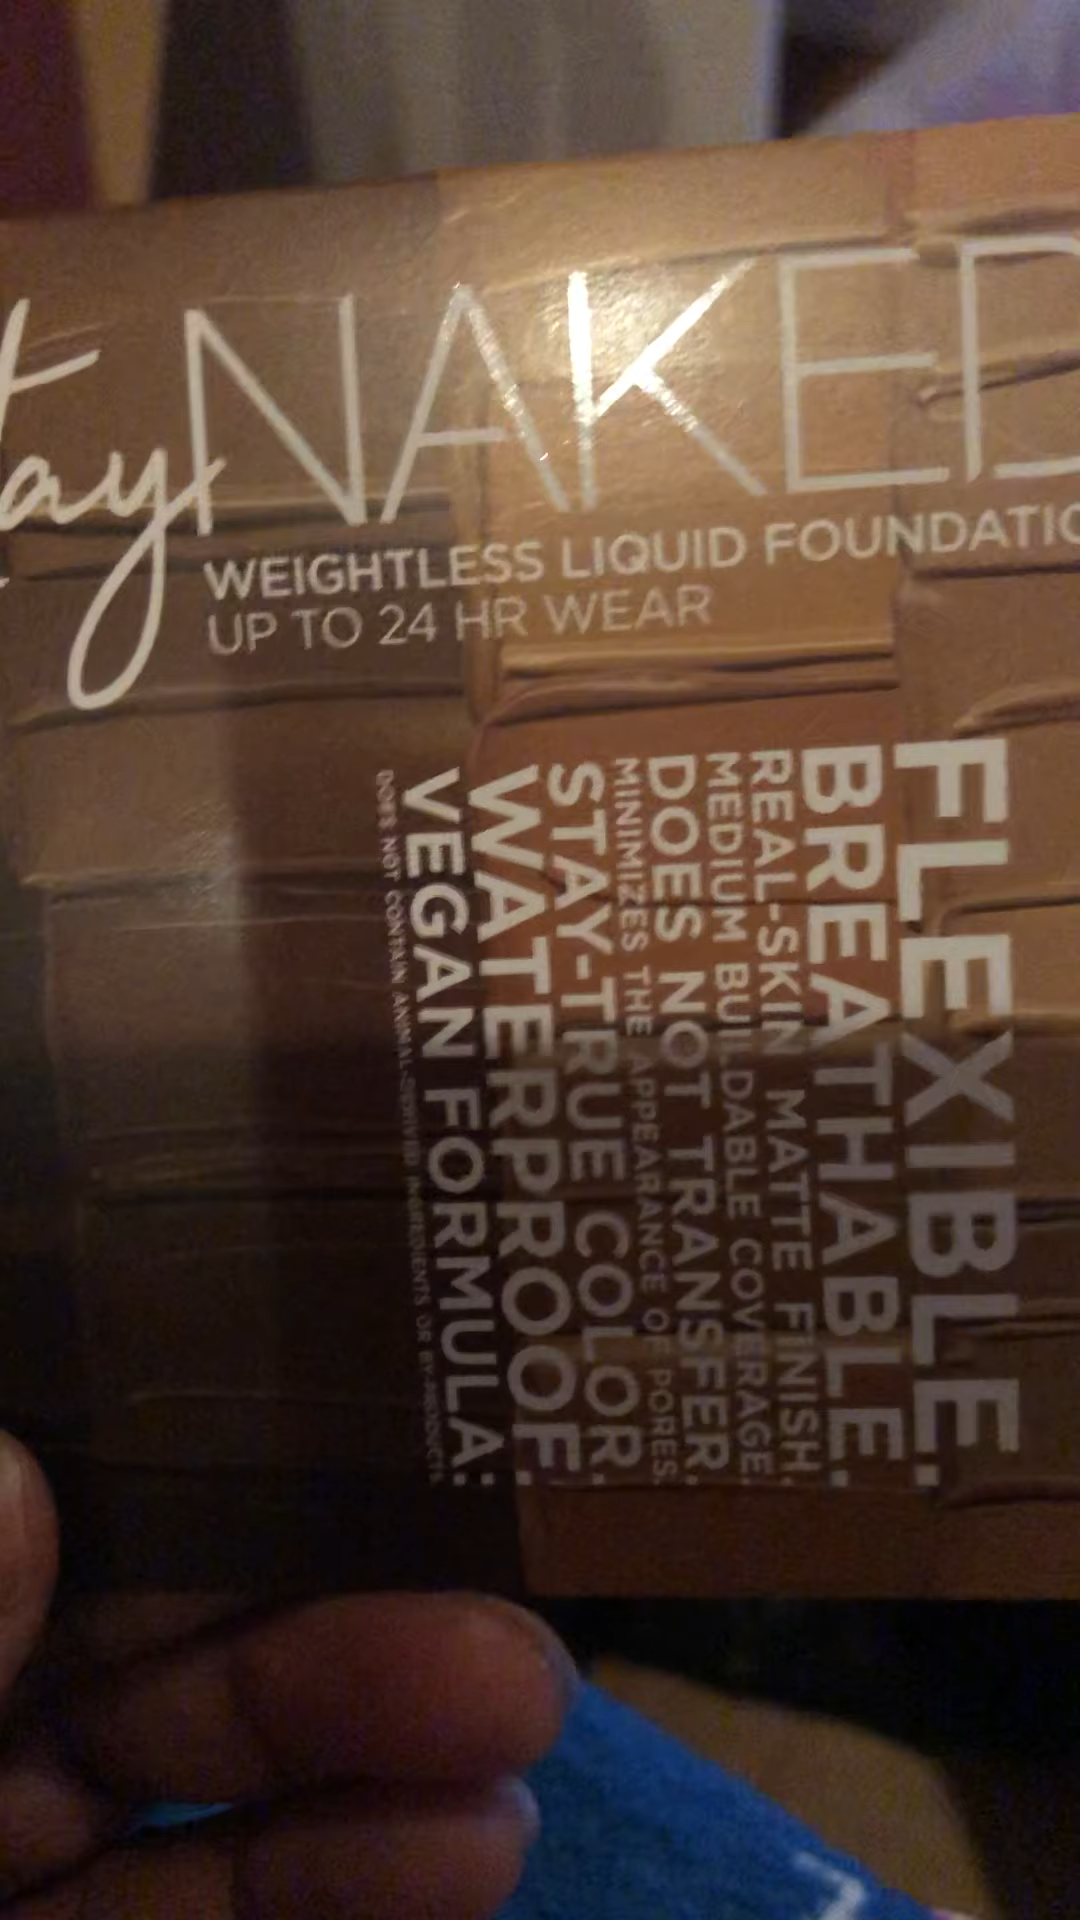 tay NAKED
WEIGHTLESS LIQUID FOUNDATIO
UP TO 24 HR WEAR
FLEXIBLE.
BREATHABLE.
REAL-SKIN MATTE FINISH.
MEDIUM BUILDABLE COVERAGE.
DOES NOT TRANSFER.
MINIMIZES THE APPEARANCE OF PORES.
STAY-TRUE COLOR.
WATERPROOF.
VEGAN FORMULA:
DOES NOT CONTAIN ANIMAL-DERIVED INGREDIENTS OR BY-PRODUCTS